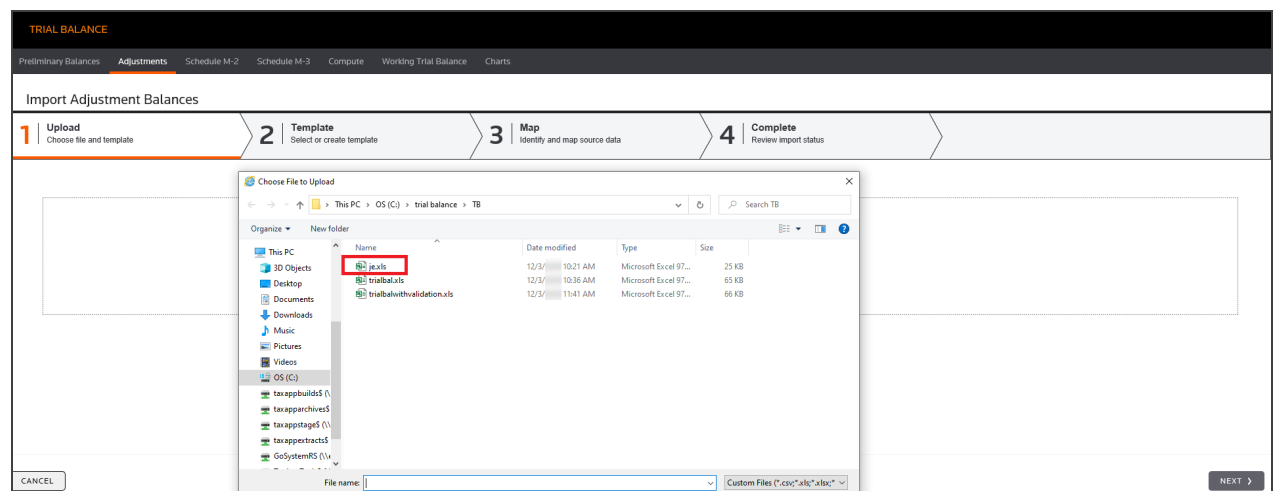 TRIAL BALANCE
Preliminary Balances Adjustments Schedule M-2 Schedule M-3 Compute Working Trial Balance Charts
Import Adjustment Balances
1 Upload Choose file and template
2 Template Select or create template
3 Map Identify and map source data
4 Complete Review import status
Choose File to Upload
This PC > OS (C:) > trial balance > TB
Search TB
Organize New folder
Name Date modified Type Size
This PC
3D Objects
Desktop
Documents
Downloads
Music
Pictures
Videos
OS (C:)
taxappbuilds$ (\
taxapparchives$
taxappstage$ (\\
taxappextracts$
GoSystemRS (\\
je.xls 12/3/ 10:21 AM Microsoft Excel 97... 25 KB
trialbal.xls 12/3/ 10:36 AM Microsoft Excel 97... 65 KB
trialbalwithvalidation.xls 12/3/ 11:41 AM Microsoft Excel 97... 66 KB
File name: Custom Files (*.csv;*.xls;*.xlsx;*
CANCEL
NEXT >